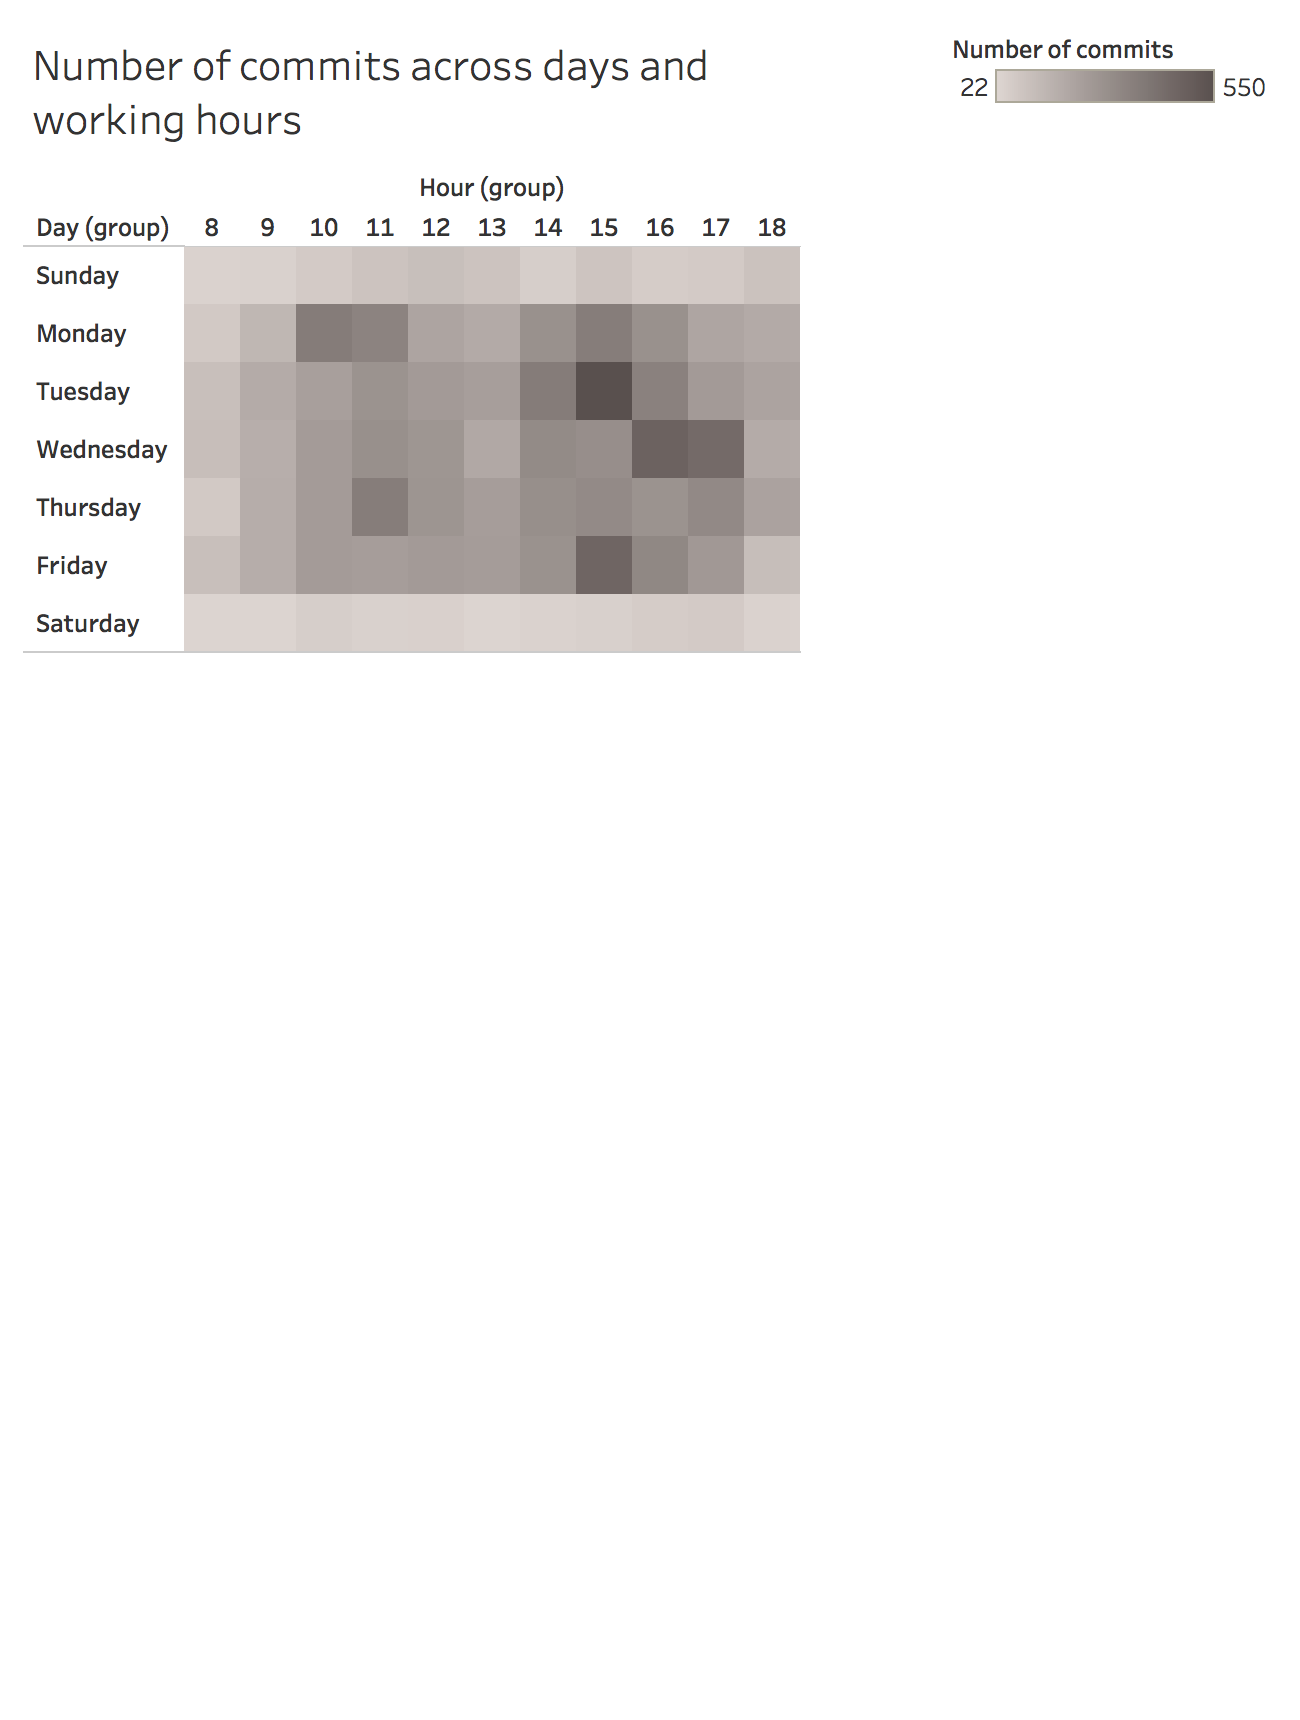 Number of commits across days and
working hours
Number of commits
22 550
Hour (group)
Day (group) 8 9 10 11 12 13 14 15 16 17 18
Sunday
Monday
Tuesday
Wednesday
Thursday
Friday
Saturday